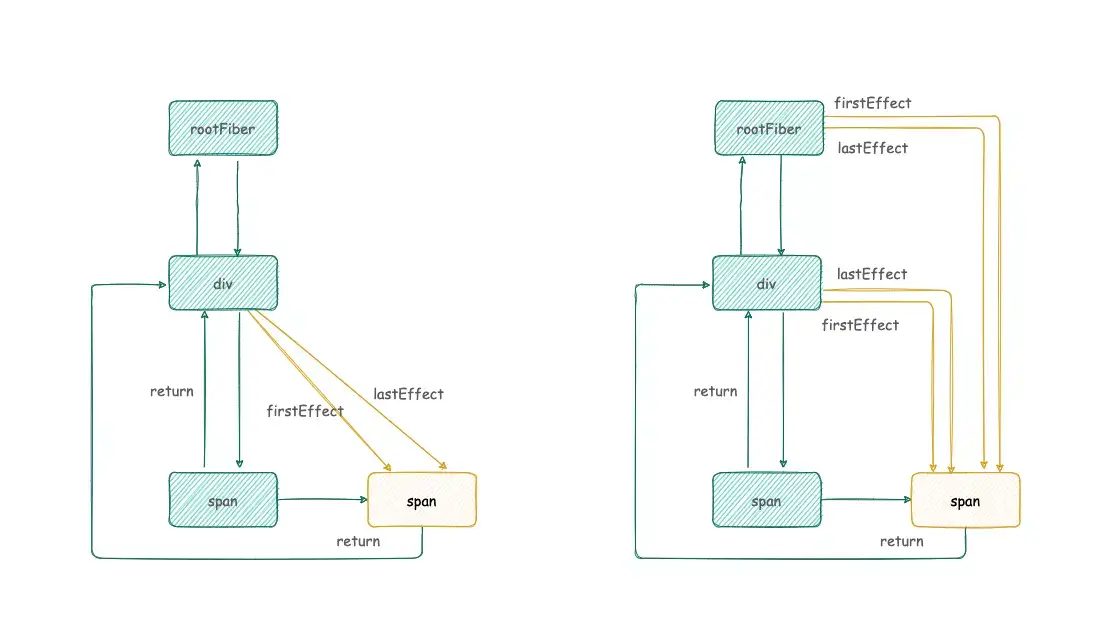 rootFiber
div
return
firstEffect
lastEffect
span
span
return
rootFiber
firstEffect
lastEffect
div
lastEffect
firstEffect
return
span
span
return